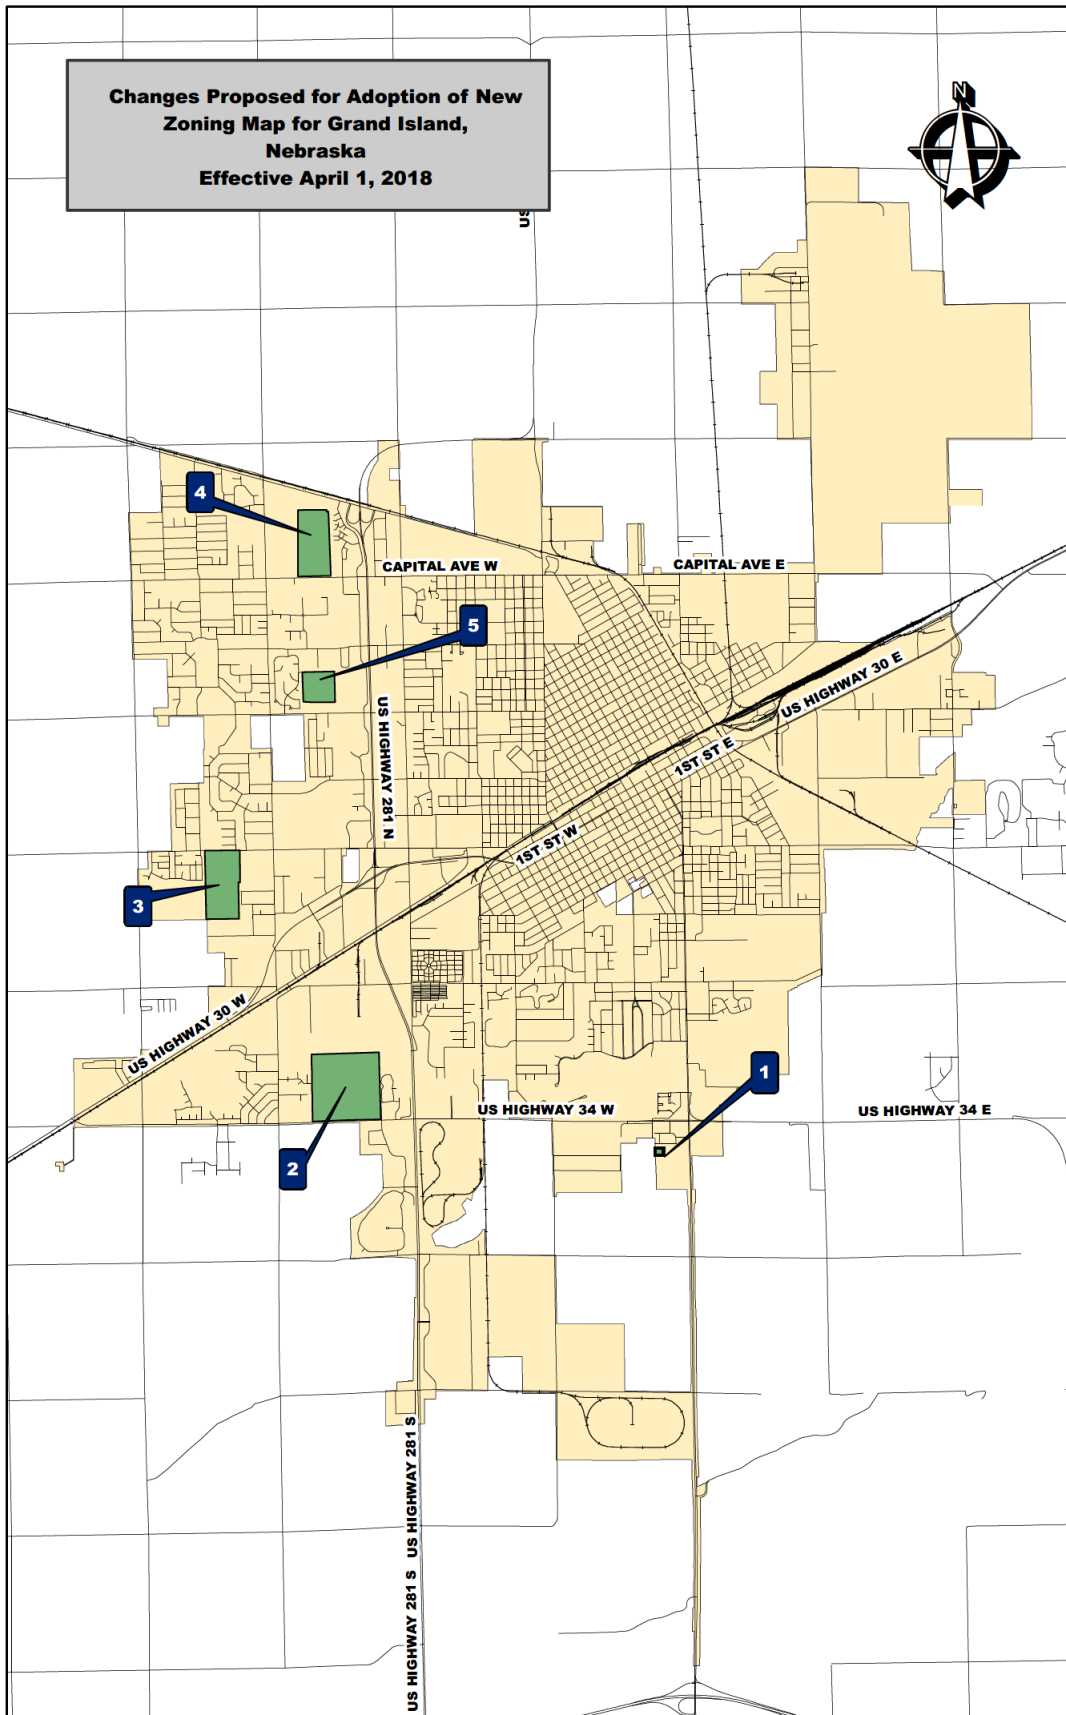 Changes Proposed for Adoption of New
Zoning Map for Grand Island,
Nebraska
Effective April 1, 2018
N
US
4
CAPITAL AVE W
CAPITAL AVE E
5
US HIGHWAY 30 E
US HIGHWAY 281 N
1ST ST E
1ST ST W
3
US HIGHWAY 30 W
1
US HIGHWAY 34 W
US HIGHWAY 34 E
2
US HIGHWAY 281 S
US HIGHWAY 281 S